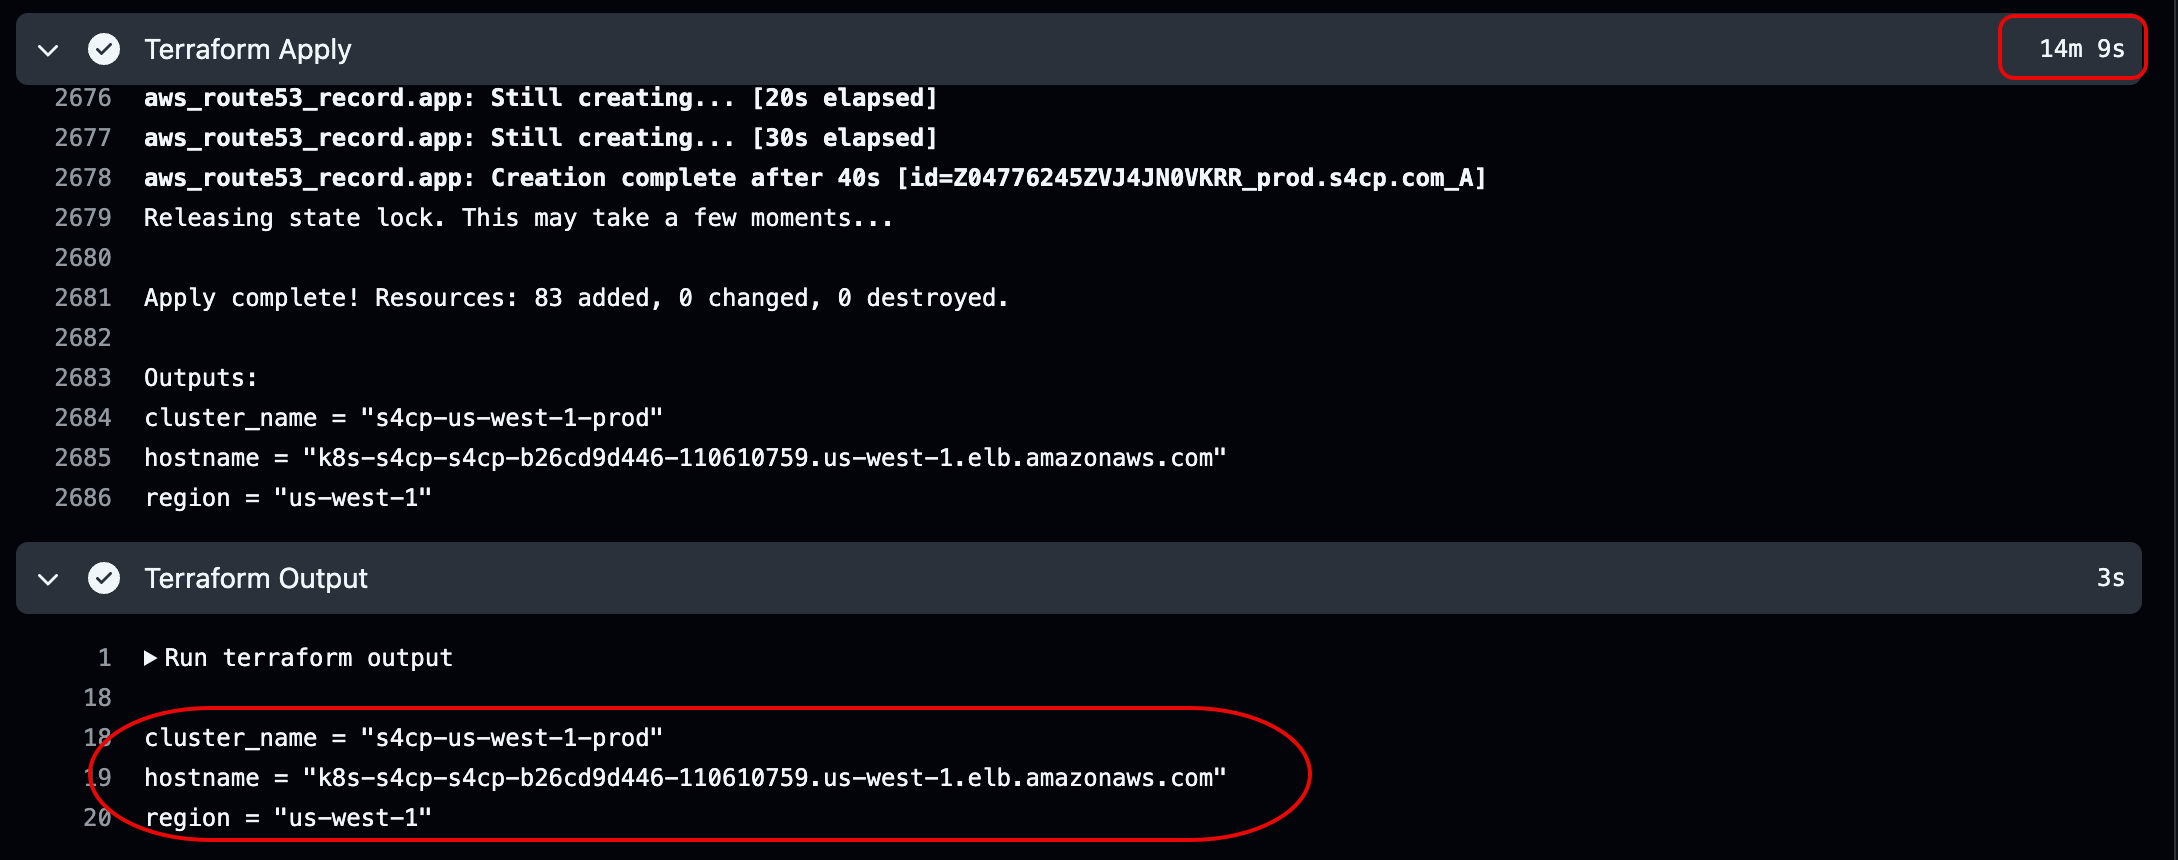 Terraform Apply 14m 9s
2676 aws_route53_record.app: Still creating... [20s elapsed]
2677 aws_route53_record.app: Still creating... [30s elapsed]
2678 aws_route53_record.app: Creation complete after 40s [id=Z04776245ZVJ4JN0VKRR_prod.s4cp.com_A]
2679 Releasing state lock. This may take a few moments...
2680
2681 Apply complete! Resources: 83 added, 0 changed, 0 destroyed.
2682
2683 Outputs:
2684 cluster_name = "s4cp-us-west-1-prod"
2685 hostname = "k8s-s4cp-s4cp-b26cd9d446-110610759.us-west-1.elb.amazonaws.com"
2686 region = "us-west-1"
Terraform Output 3s
1 ▶Run terraform output
18
18 cluster_name = "s4cp-us-west-1-prod"
19 hostname = "k8s-s4cp-s4cp-b26cd9d446-110610759.us-west-1.elb.amazonaws.com"
20 region = "us-west-1"